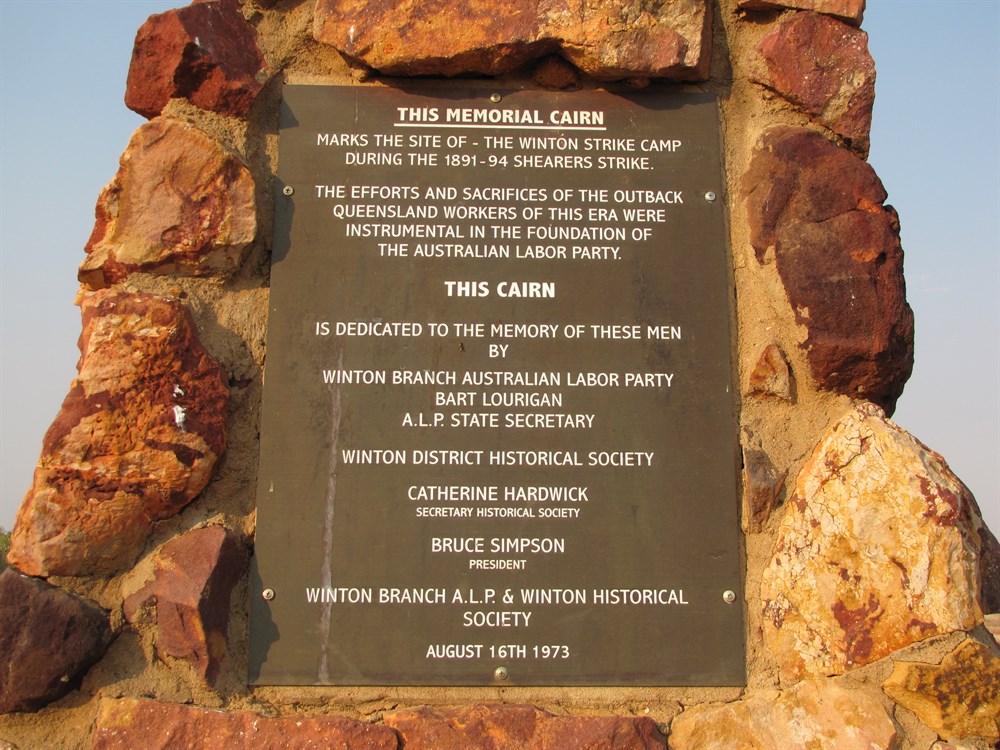 THIS MEMORIAL CAIRN
MARKS THE SITE OF - THE WINTON STRIKE CAMP
DURING THE 1891-94 SHEARERS STRIKE.
THE EFFORTS AND SACRIFICES OF THE OUTBACK
QUEENSLAND WORKERS OF THIS ERA WERE
INSTRUMENTAL IN THE FOUNDATION OF
THE AUSTRALIAN LABOR PARTY.
THIS CAIRN
IS DEDICATED TO THE MEMORY OF THESE MEN
BY
WINTON BRANCH AUSTRALIAN LABOR PARTY
BART LOURIGAN
A.L.P. STATE SECRETARY
WINTON DISTRICT HISTORICAL SOCIETY
CATHERINE HARDWICK
SECRETARY HISTORICAL SOCIETY
BRUCE SIMPSON
PRESIDENT
WINTON BRANCH A.L.P. & WINTON HISTORICAL
SOCIETY
AUGUST 16TH 1973